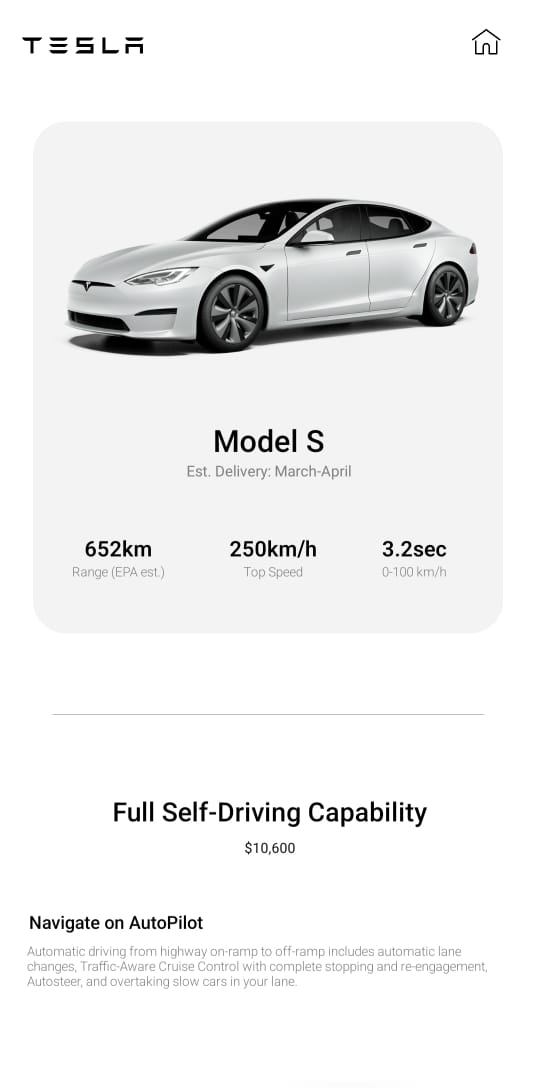 TESLA
Model S
Est. Delivery: March-April
652km 250km/h 3.2sec
Range (EPA est.) Top Speed 0-100 km/h
Full Self-Driving Capability
$10,600
Navigate on AutoPilot
Automatic driving from highway on-ramp to off-ramp includes automatic lane
changes, Traffic-Aware Cruise Control with complete stopping and re-engagement,
Autosteer, and overtaking slow cars in your lane.